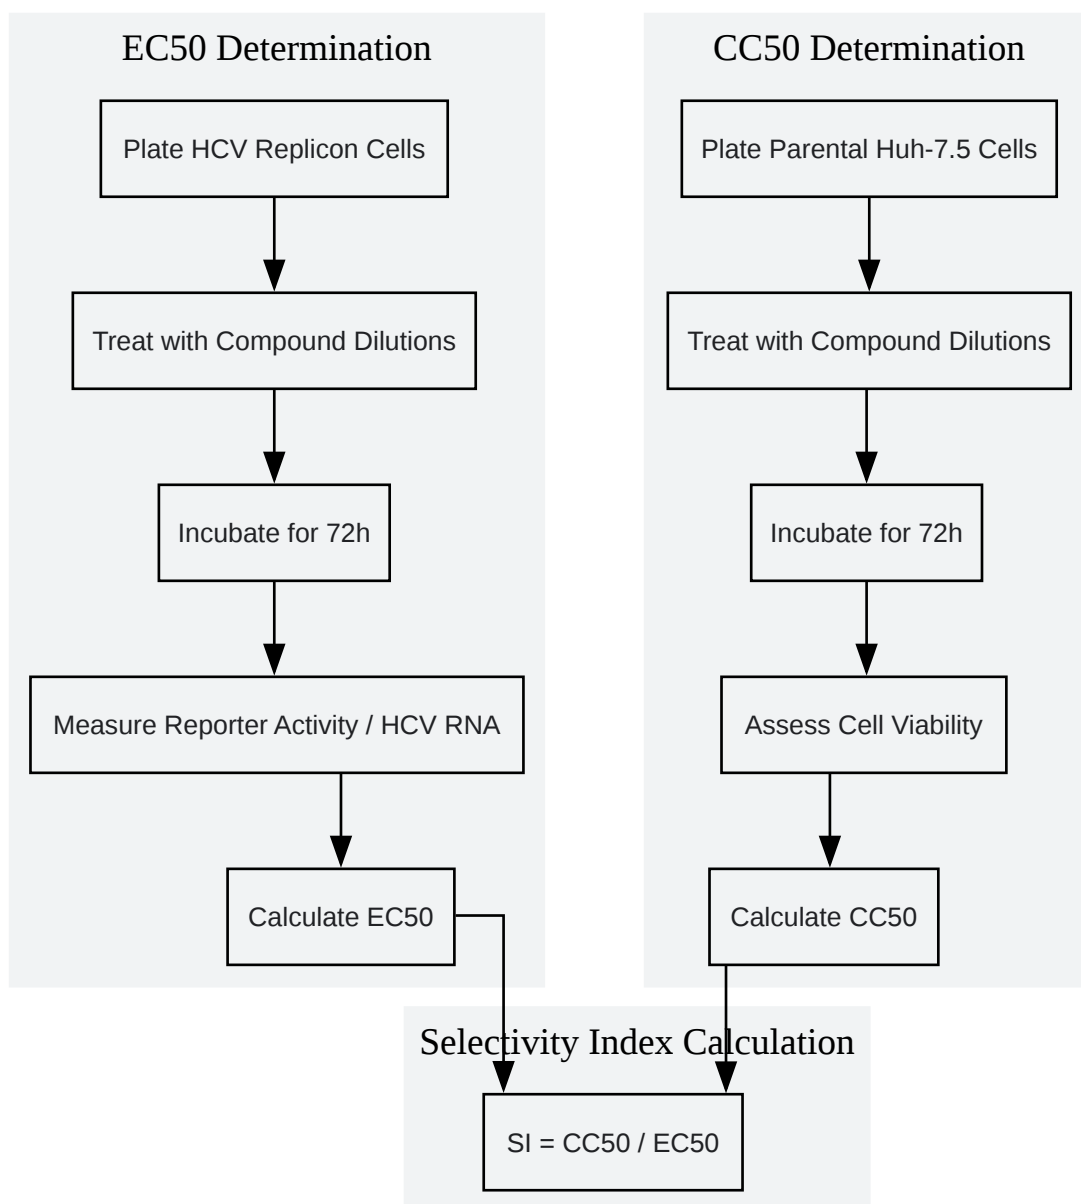 EC50 Determination
Plate HCV Replicon Cells
Treat with Compound Dilutions
Incubate for 72h
Measure Reporter Activity / HCV RNA
Calculate EC50
CC50 Determination
Plate Parental Huh-7.5 Cells
Treat with Compound Dilutions
Incubate for 72h
Assess Cell Viability
Calculate CC50
Selectivity Index Calculation
SI = CC50 / EC50